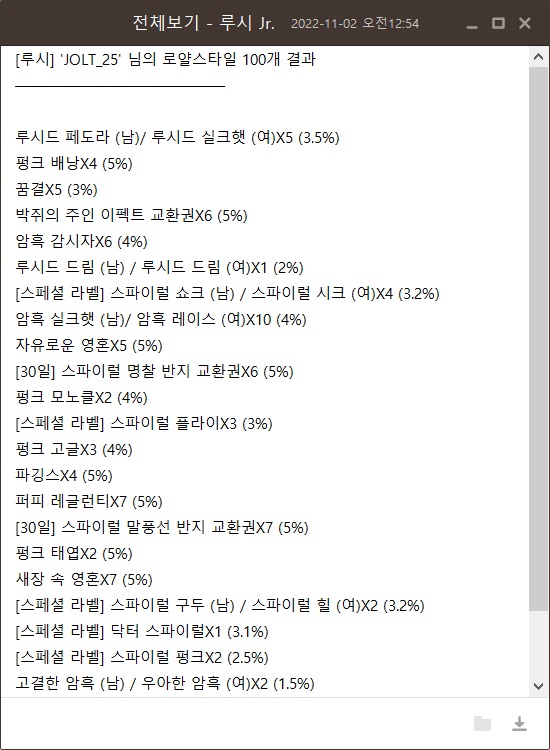 전체보기 - 루시 Jr. 2022-11-02 오전12:54
[루시] 'JOLT_25' 님의 로얄스타일 100개 결과
루시드 페도라 (남)/ 루시드 실크햇 (여)X5 (3.5%)
펑크 배낭X4 (5%)
꿈결X5 (3%)
박쥐의 주인 이펙트 교환권X6 (5%)
암흑 감시자X6 (4%)
루시드 드림 (남) / 루시드 드림 (여)X1 (2%)
[스페셜 라벨] 스파이럴 쇼크 (남) / 스파이럴 시크 (여)X4 (3.2%)
암흑 실크햇 (남)/ 암흑 레이스 (여)X10 (4%)
자유로운 영혼X5 (5%)
[30일] 스파이럴 명찰 반지 교환권X6 (5%)
펑크 모노클X2 (4%)
[스페셜 라벨] 스파이럴 플라이X3 (3%)
펑크 고글X3 (4%)
파깅스X4 (5%)
퍼피 레글런티X7 (5%)
[30일] 스파이럴 말풍선 반지 교환권X7 (5%)
펑크 태엽X2 (5%)
새장 속 영혼X7 (5%)
[스페셜 라벨] 스파이럴 구두 (남) / 스파이럴 힐 (여)X2 (3.2%)
[스페셜 라벨] 닥터 스파이럴X1 (3.1%)
[스페셜 라벨] 스파이럴 펑크X2 (2.5%)
고결한 암흑 (남) / 우아한 암흑 (여)X2 (1.5%)